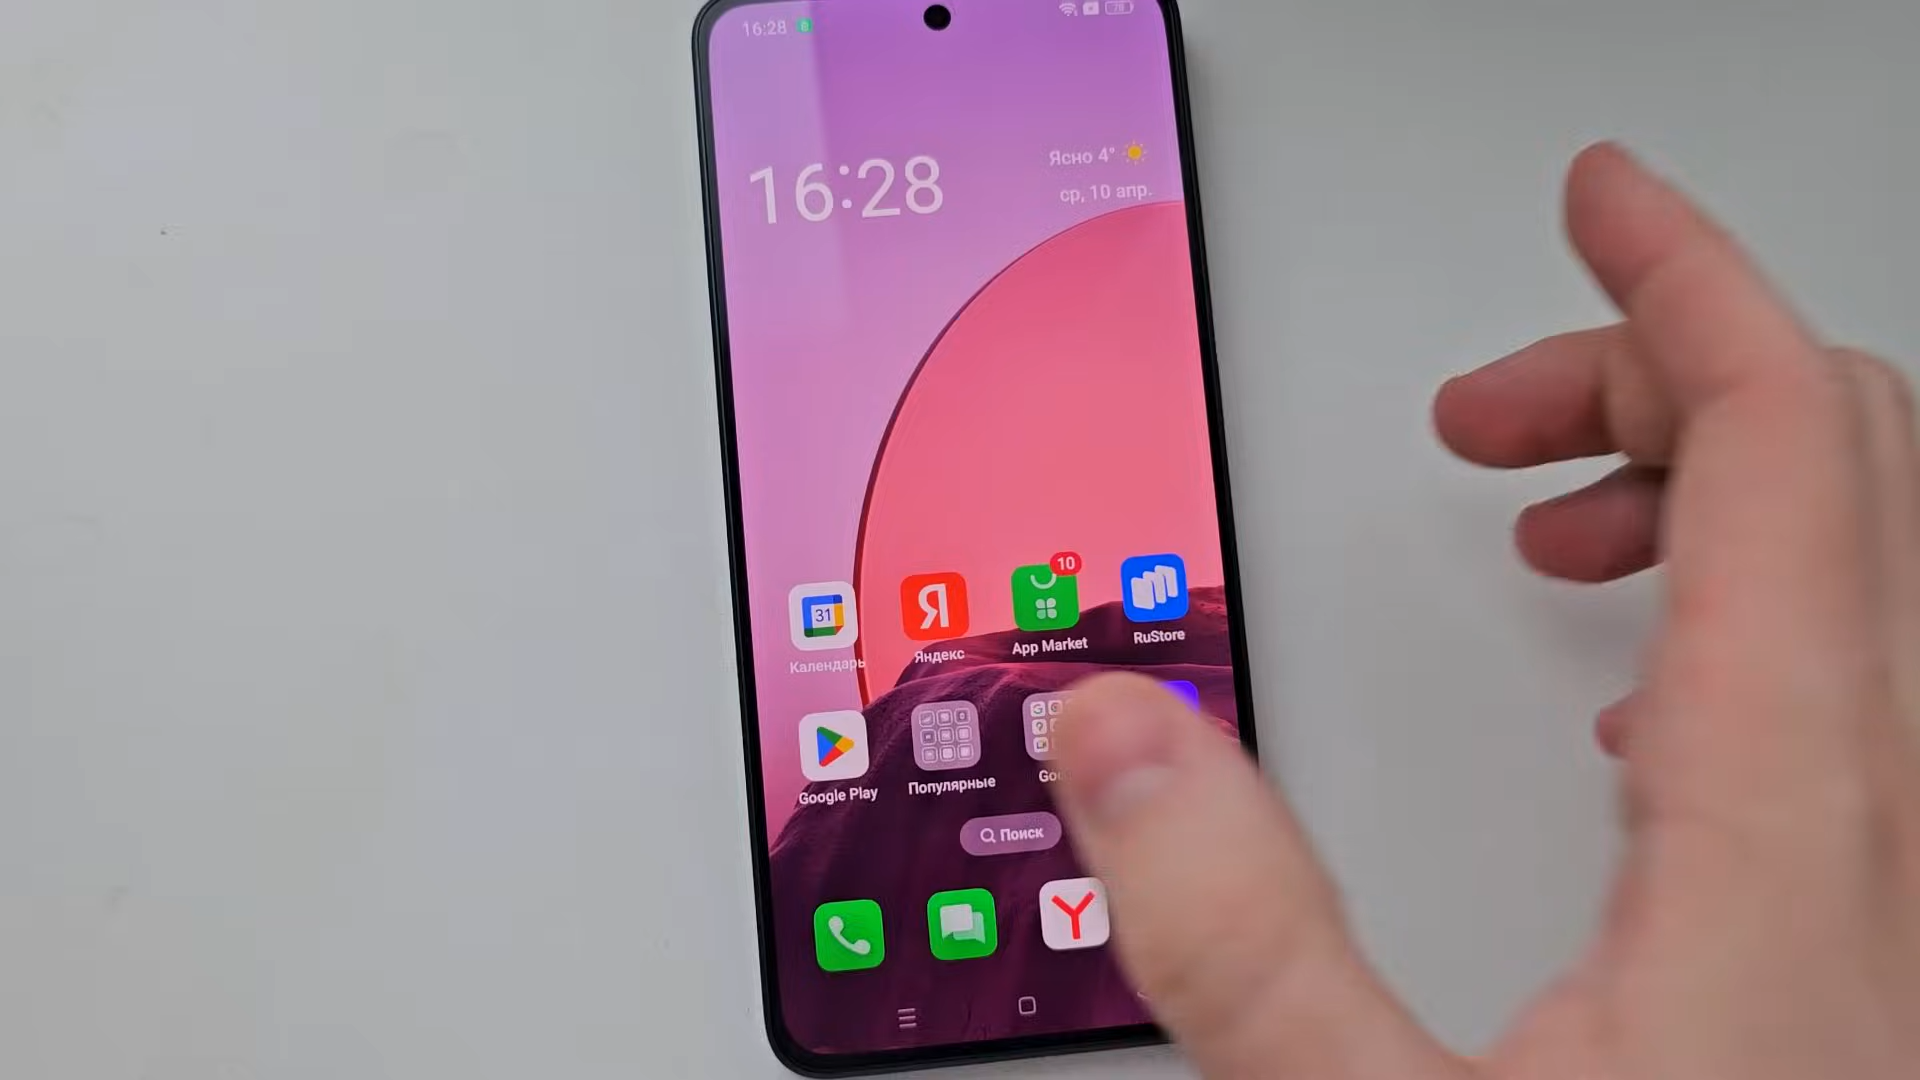 16:28
78
16:28
Ясно 4°
ср, 10 апр.
31
Я
10
Календарь
Яндекс
App Market
RuStore
Google Play
Популярные
Поиск
Y